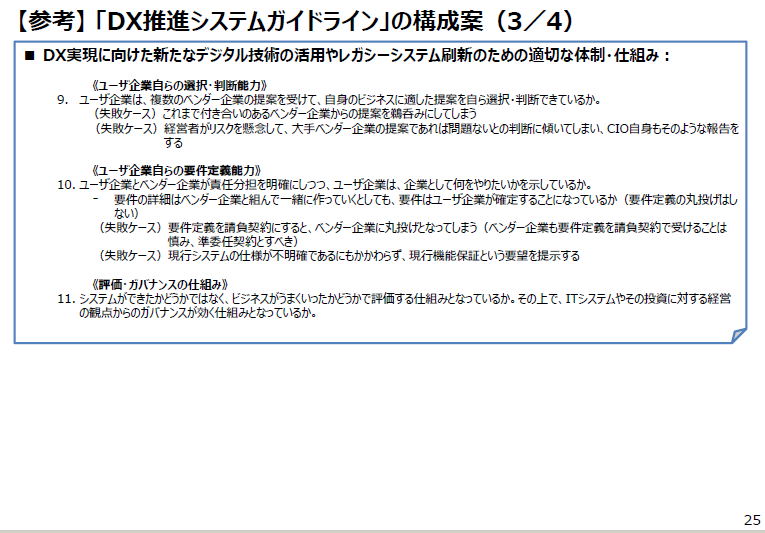 【参考】「DX推進システムガイドライン」の構成案（3／4）
■ DX実現に向けた新たなデジタル技術の活用やレガシーシステム刷新のための適切な体制・仕組み：
《ユーザ企業自らの選択・判断能力》
9. ユーザ企業は、複数のベンダー企業の提案を受けて、自身のビジネスに適した提案を自ら選択・判断できているか。
（失敗ケース）これまで付き合いのあるベンダー企業からの提案を鵜呑みにしてしまう
（失敗ケース）経営者がリスクを懸念して、大手ベンダー企業の提案であれば問題ないとの判断に傾いてしまい、CIO自身もそのような報告を
する
《ユーザ企業自らの要件定義能力》
10. ユーザ企業とベンダー企業が責任分担を明確にしつつ、ユーザ企業は、企業として何をやりたいかを示しているか。
- 要件の詳細はベンダー企業と組んで一緒に作っていくとしても、要件はユーザ企業が確定することになっているか（要件定義の丸投げはし
ない）
（失敗ケース）要件定義を請負契約にすると、ベンダー企業に丸投げとなってしまう（ベンダー企業も要件定義を請負契約で受けることは
慎み、準委任契約とすべき）
（失敗ケース）現行システムの仕様が不明確であるにもかかわらず、現行機能保証という要望を提示する
《評価・ガバナンスの仕組み》
11. システムができたかどうかではなく、ビジネスがうまくいったかどうかで評価する仕組みとなっているか。その上で、ITシステムやその投資に対する経営
の観点からのガバナンスが効く仕組みとなっているか。
25